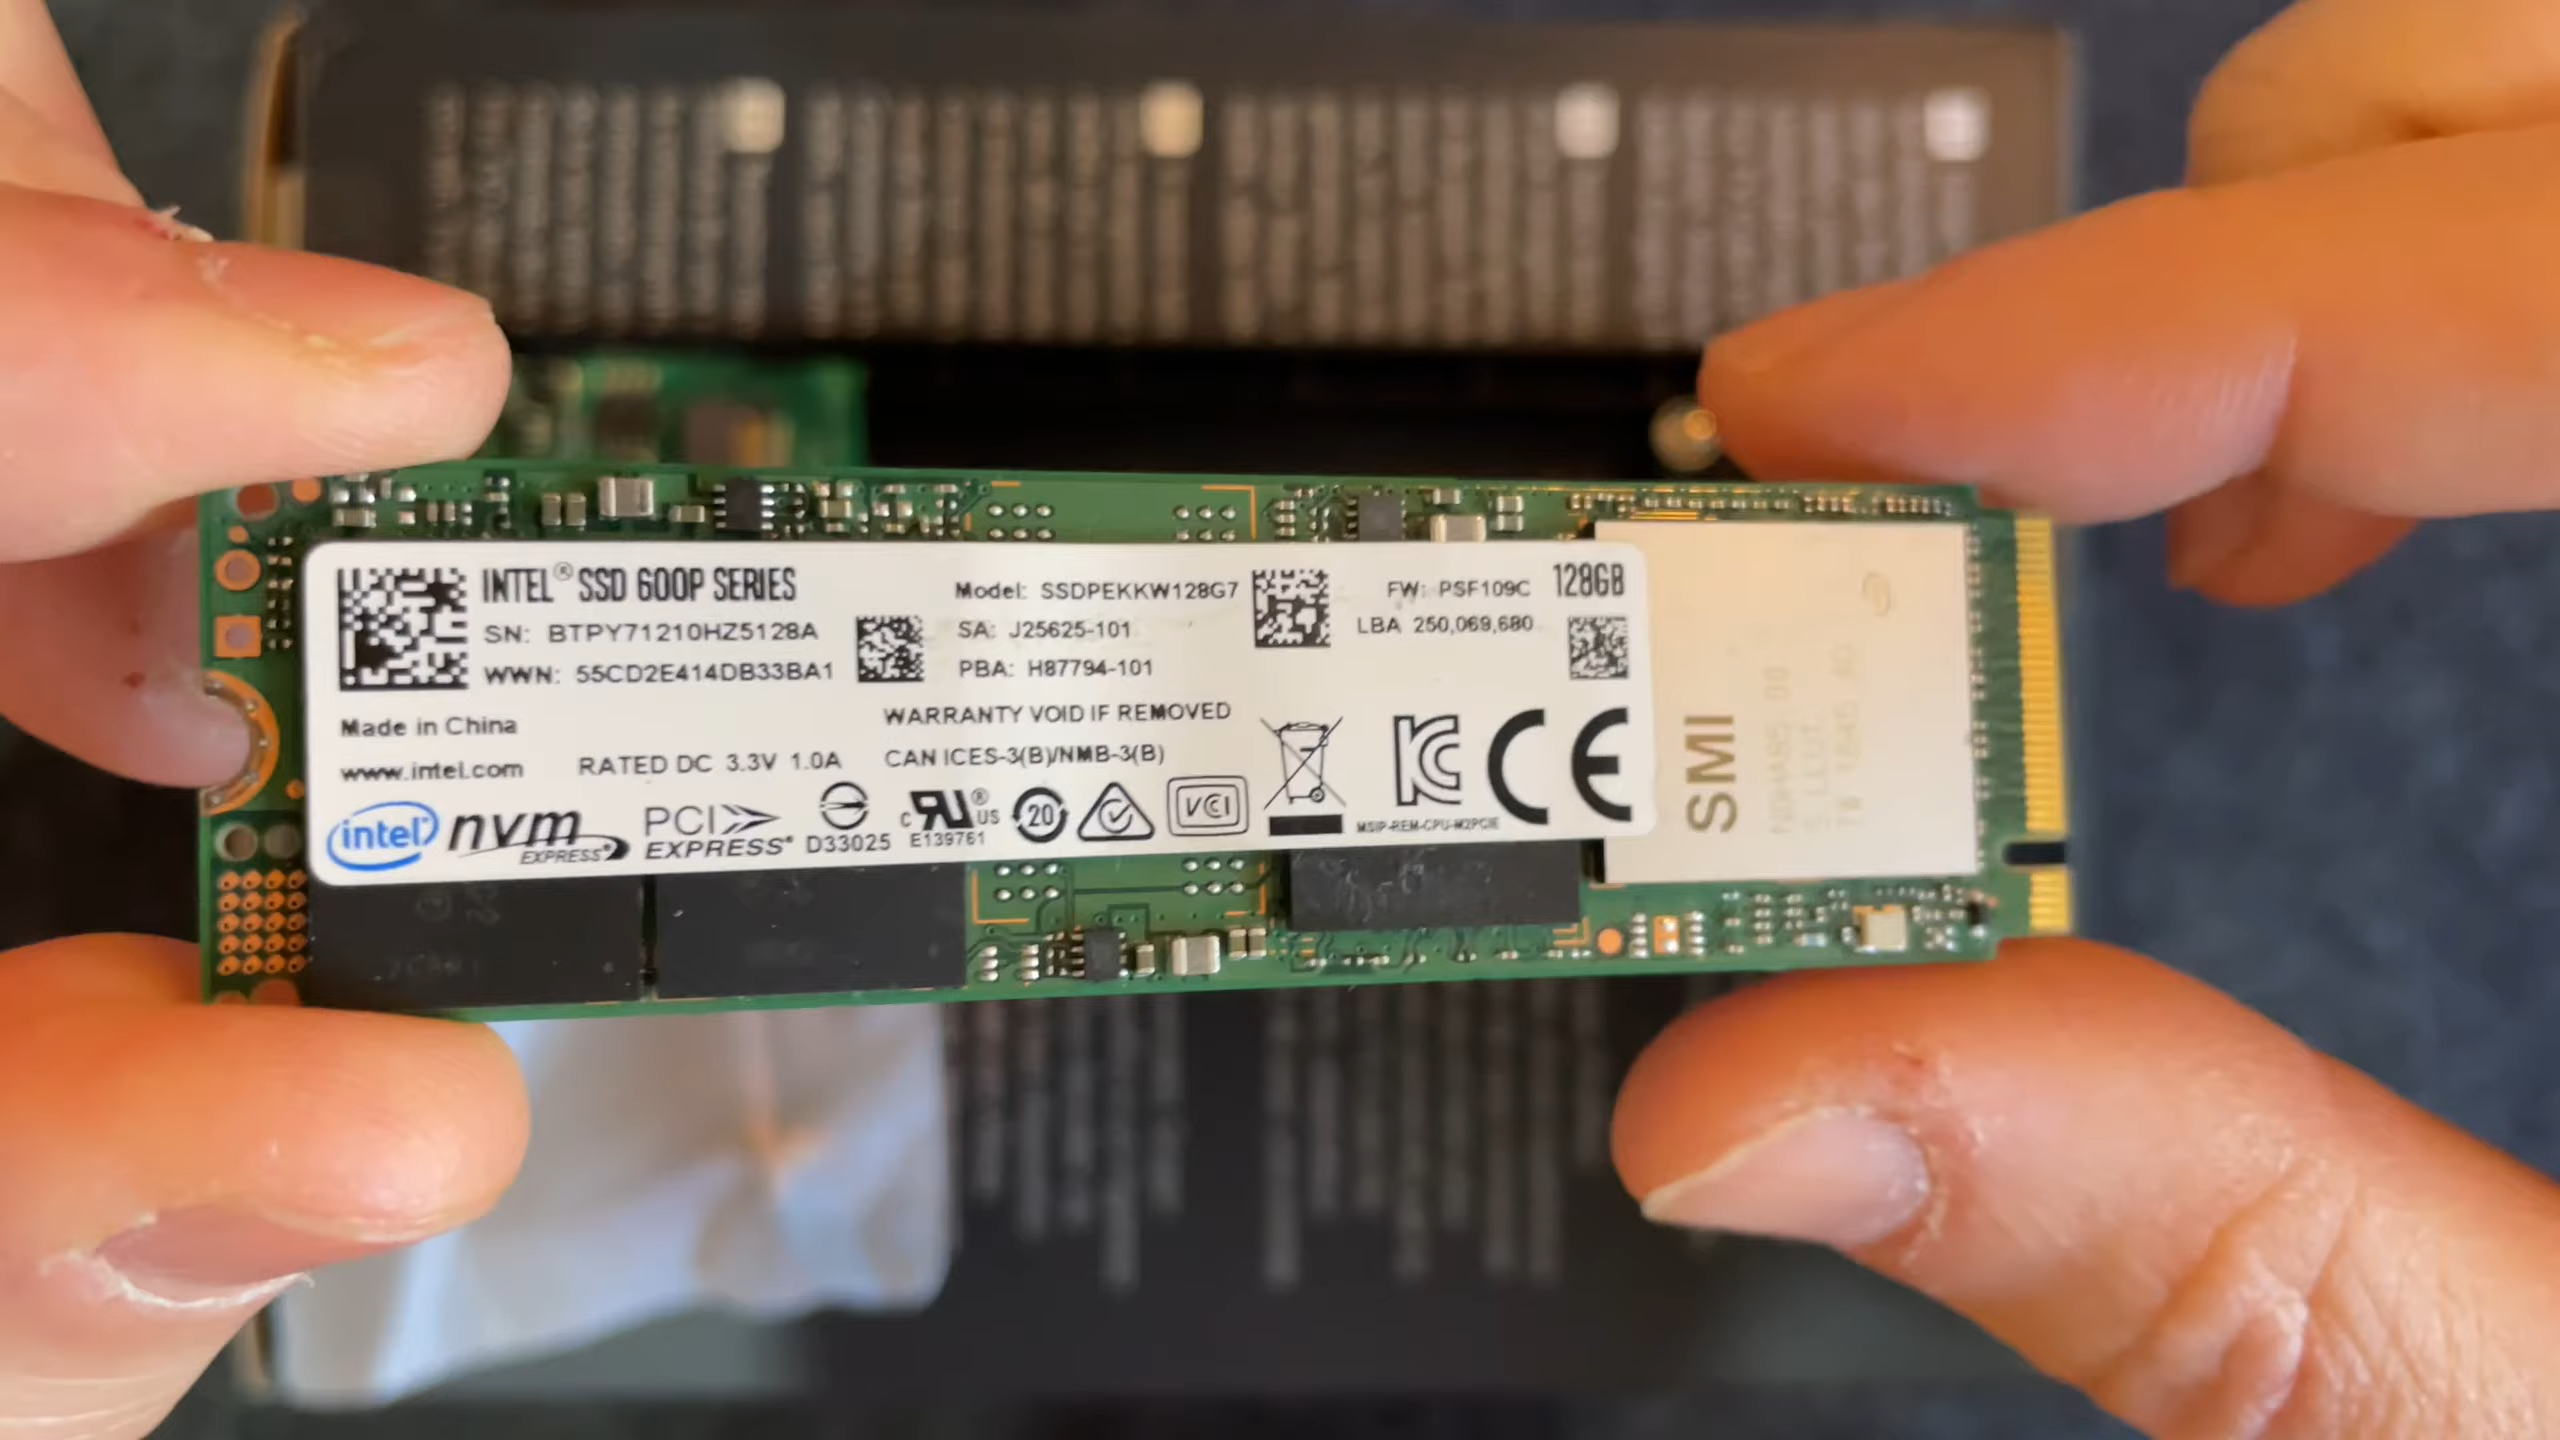 INTEL® SSD 600P SERIES
SN: BTPY71210HZ5128A
WWN: 55CD2E414DB33BA1
Model: SSDPEKKW128G7
SA: J25625-101
PBA: H87794-101
FW: PSF109C 128GB
LBA 250,069,680
Made in China
www.intel.com
RATED DC 3.3V 1.0A
WARRANTY VOID IF REMOVED
CAN ICES-3(B)/NMB-3(B)
intel®
nvm
EXPRESS®
PCI
EXPRESS®
D33025
c RU® US
E139761
20
VCI
MSIP-REM-CPU-M2PCIE
CE
SMI